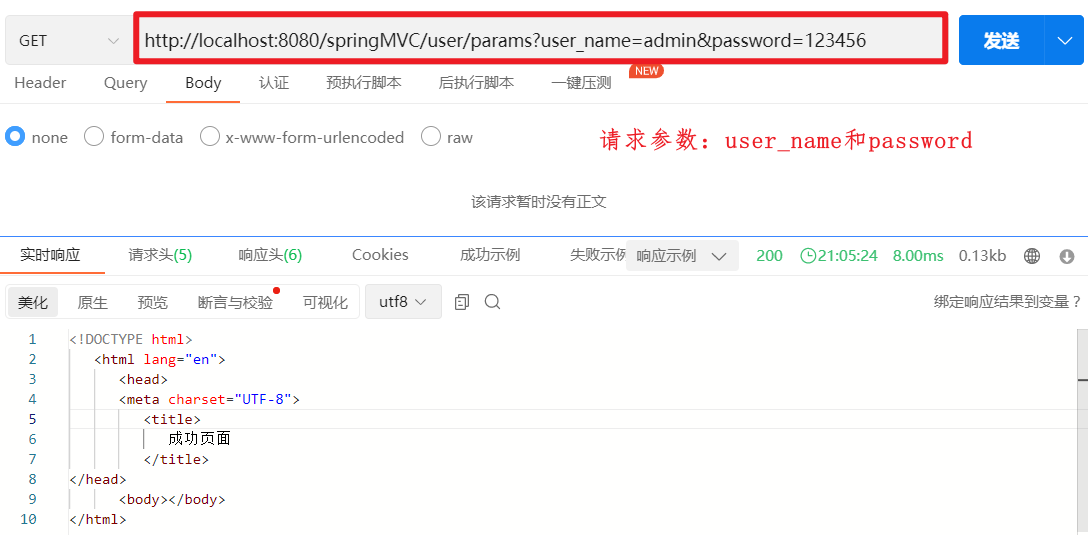 GET http://localhost:8080/springMVC/user/params?user_name=admin&password=123456 发送
Header Query Body 认证 预执行脚本 后执行脚本 一键压测 NEW
none form-data x-www-form-urlencoded raw 请求参数：user_name和password
该请求暂时没有正文
实时响应 请求头(5) 响应头(6) Cookies 成功示例 失败示例 响应示例 200 21:05:24 8.00ms 0.13kb
美化 原生 预览 断言与校验 可视化 utf8 绑定响应结果到变量？
1 <!DOCTYPE html>
2 <html lang="en">
3 <head>
4 <meta charset="UTF-8">
5 <title>
6 成功页面
7 </title>
8 </head>
9 <body></body>
10 </html>